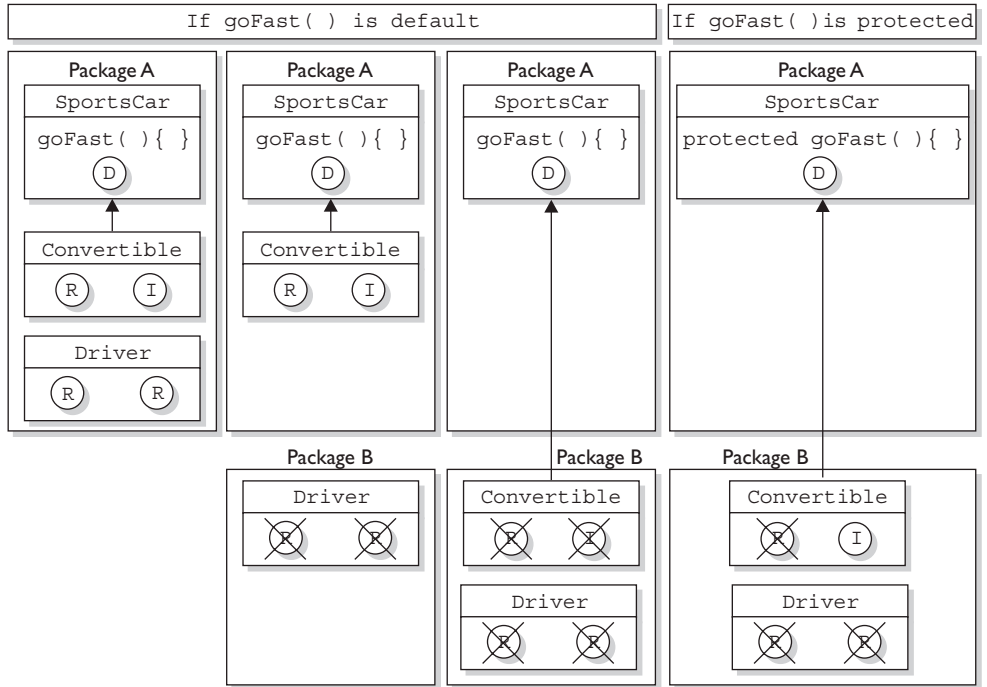 If goFast( ) is default
If goFast( )is protected
Package A
SportsCar
goFast( ){ }
D
Convertible
R I
Driver
R R
Package A
SportsCar
goFast( ){ }
D
Convertible
R I
Package B
Driver
R R
Package A
SportsCar
goFast( ){ }
D
Package B
Convertible
R I
Driver
R R
Package A
SportsCar
protected goFast( ){ }
D
Package B
Convertible
R I
Driver
R R